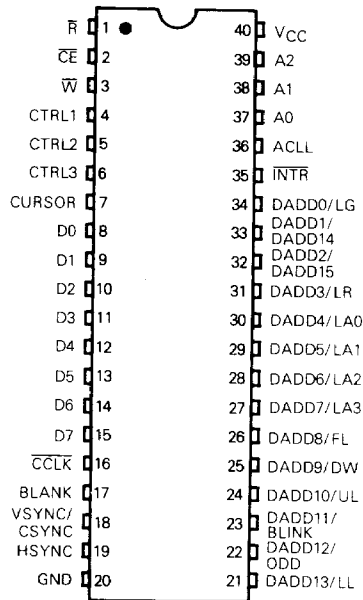 R̅ 1 40 VCC
C̅E̅ 2 39 A2
W̅ 3 38 A1
CTRL1 4 37 A0
CTRL2 5 36 ACLL
CTRL3 6 35 I̅N̅T̅R̅
CURSOR 7 34 DADD0/LG
D0 8 33 DADD1/
DADD14
D1 9 32 DADD2/
DADD15
D2 10 31 DADD3/LR
D3 11 30 DADD4/LA0
D4 12 29 DADD5/LA1
D5 13 28 DADD6/LA2
D6 14 27 DADD7/LA3
D7 15 26 DADD8/FL
C̅C̅L̅K̅ 16 25 DADD9/DW
BLANK 17 24 DADD10/UL
VSYNC/
CSYNC 18 23 DADD11/
BLINK
HSYNC 19 22 DADD12/
ODD
GND 20 21 DADD13/LL